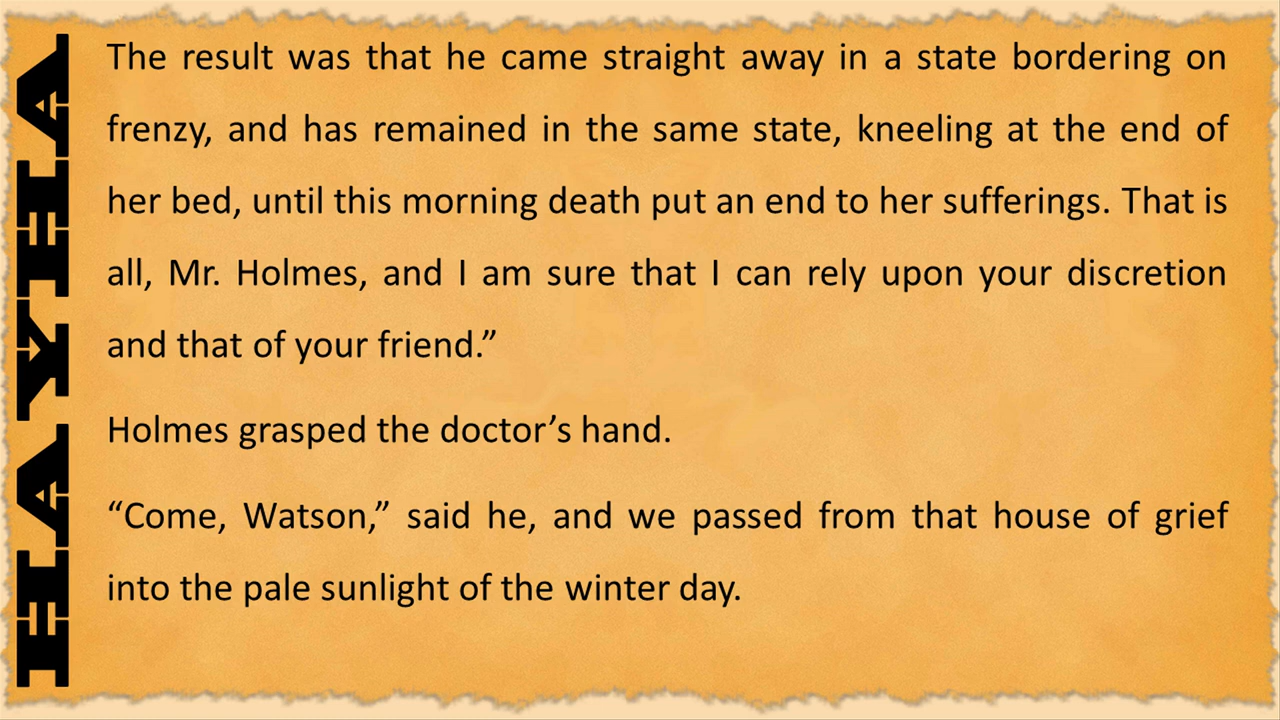 HAYHA
The result was that he came straight away in a state bordering on
frenzy, and has remained in the same state, kneeling at the end of
her bed, until this morning death put an end to her sufferings. That is
all, Mr. Holmes, and I am sure that I can rely upon your discretion
and that of your friend.”
Holmes grasped the doctor’s hand.
“Come, Watson,” said he, and we passed from that house of grief
into the pale sunlight of the winter day.